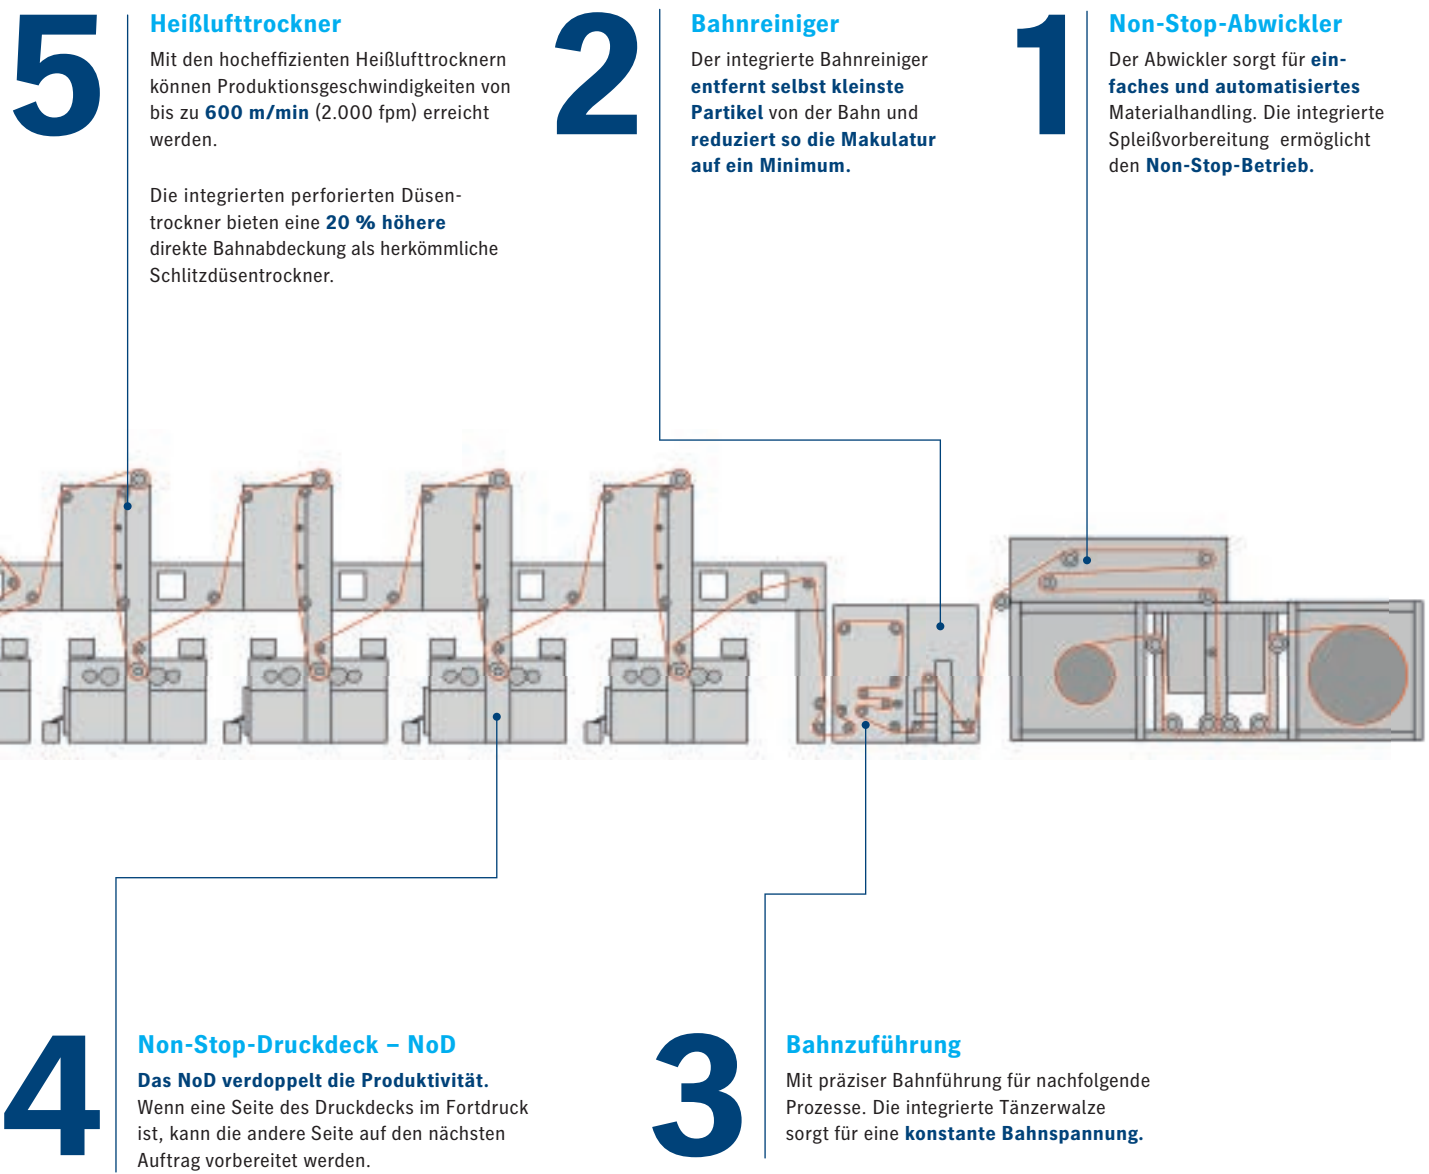 5
Heißlufttrockner
Mit den hocheffizienten Heißlufttrocknern
können Produktionsgeschwindigkeiten von
bis zu 600 m/min (2.000 fpm) erreicht
werden.
Die integrierten perforierten Düsen-
trockner bieten eine 20 % höhere
direkte Bahnabdeckung als herkömmliche
Schlitzdüsentrockner.
2
Bahnreiniger
Der integrierte Bahnreiniger
entfernt selbst kleinste
Partikel von der Bahn und
reduziert so die Makulatur
auf ein Minimum.
1
Non-Stop-Abwickler
Der Abwickler sorgt für ein-
faches und automatisiertes
Materialhandling. Die integrierte
Spleißvorbereitung ermöglicht
den Non-Stop-Betrieb.
4
Non-Stop-Druckdeck – NoD
Das NoD verdoppelt die Produktivität.
Wenn eine Seite des Druckdecks im Fortdruck
ist, kann die andere Seite auf den nächsten
Auftrag vorbereitet werden.
3
Bahnzuführung
Mit präziser Bahnführung für nachfolgende
Prozesse. Die integrierte Tänzerwalze
sorgt für eine konstante Bahnspannung.